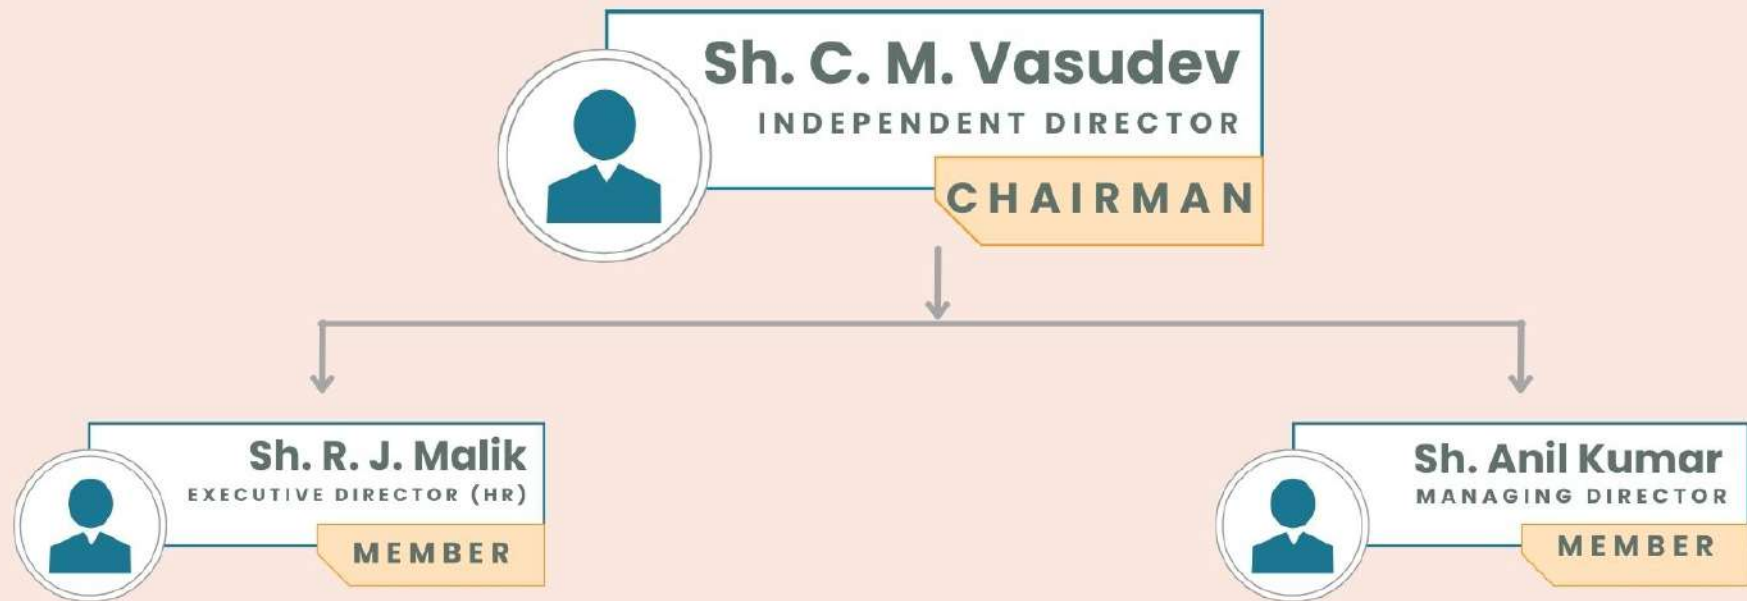 Sh. C. M. Vasudev
INDEPENDENT DIRECTOR
CHAIRMAN
Sh. R. J. Malik
EXECUTIVE DIRECTOR (HR)
MEMBER
Sh. Anil Kumar
MANAGING DIRECTOR
MEMBER